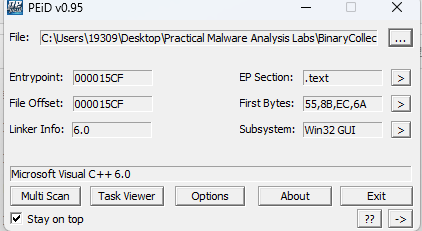 PEiD v0.95
File: C:\Users\19309\Desktop\Practical Malware Analysis Labs\BinaryCollec ...
Entrypoint: 000015CF EP Section: .text >
File Offset: 000015CF First Bytes: 55,8B,EC,6A >
Linker Info: 6.0 Subsystem: Win32 GUI >
Microsoft Visual C++ 6.0
Multi Scan Task Viewer Options About Exit
Stay on top ?? ->